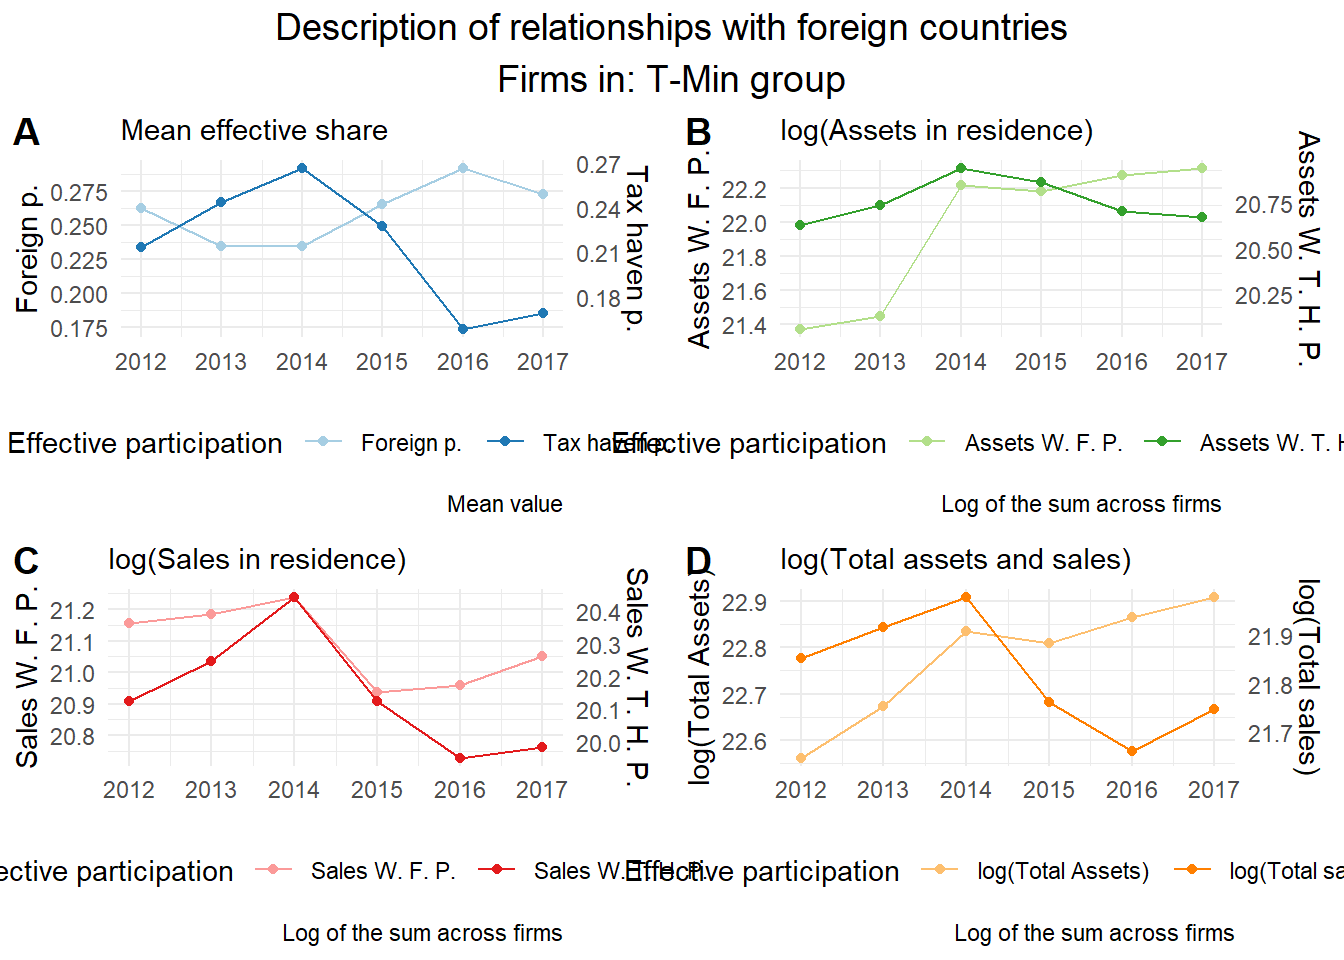 Description of relationships with foreign countries
Firms in: T-Min group
A
Mean effective share
Foreign p.
0.275
0.250
0.225
0.200
0.175
0.27
0.24
0.21
0.18
Tax haven p.
2012 2013 2014 2015 2016 2017
Effective participation Foreign p. Tax haven p.
Mean value
B
log(Assets in residence)
Assets W. F. P.
22.2
22.0
21.8
21.6
21.4
20.75
20.50
20.25
Assets W. T. H. P.
2012 2013 2014 2015 2016 2017
Effective participation Assets W. F. P. Assets W. T. H
Log of the sum across firms
C
log(Sales in residence)
Sales W. F. P.
21.2
21.1
21.0
20.9
20.8
20.4
20.3
20.2
20.1
20.0
Sales W. T. H. P.
2012 2013 2014 2015 2016 2017
ective participation Sales W. F. P. Sales W. T. H. P.
Log of the sum across firms
D
log(Total assets and sales)
log(Total Assets)
22.9
22.8
22.7
22.6
21.9
21.8
21.7
log(Total sales)
2012 2013 2014 2015 2016 2017
Effective participation log(Total Assets) log(Total sa
Log of the sum across firms